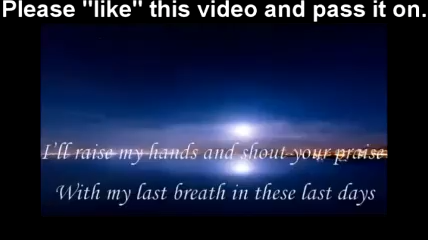 Please "like" this video and pass it on.
I'll raise my hands and shout your praise
With my last breath in these last days